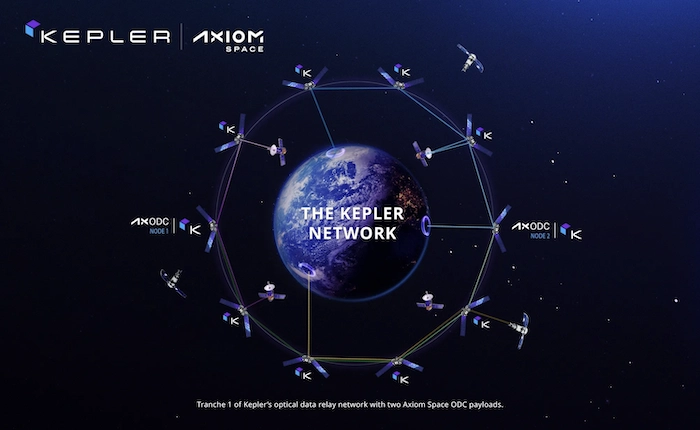 KEPLER
AXIOM
SPACE
K
K
K
K
THE KEPLER
NETWORK
AXODC
NODE 1
K
AXODC
NODE 2
K
K
K
K
K
Tranche 1 of Kepler's optical data relay network with two Axiom Space ODC payloads.